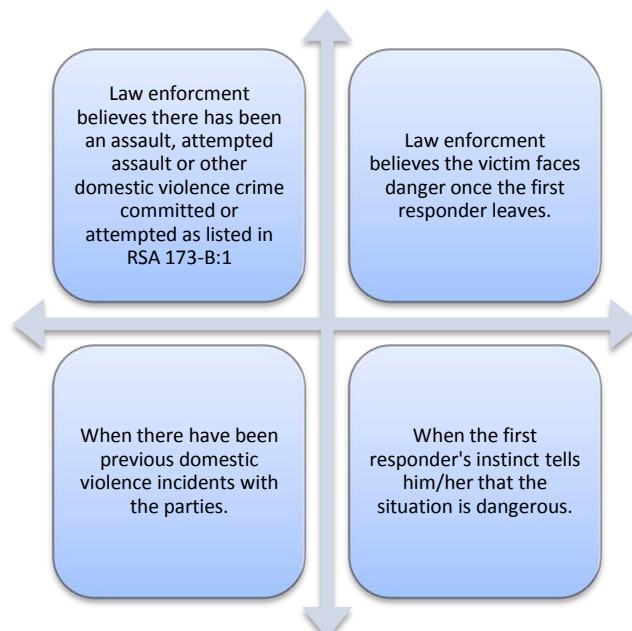 Law enforcment
believes there has been
an assault, attempted
assault or other
domestic violence crime
committed or
attempted as listed in
RSA 173-B:1
Law enforcment
believes the victim faces
danger once the first
responder leaves.
When there have been
previous domestic
violence incidents with
the parties.
When the first
responder's instinct tells
him/her that the
situation is dangerous.